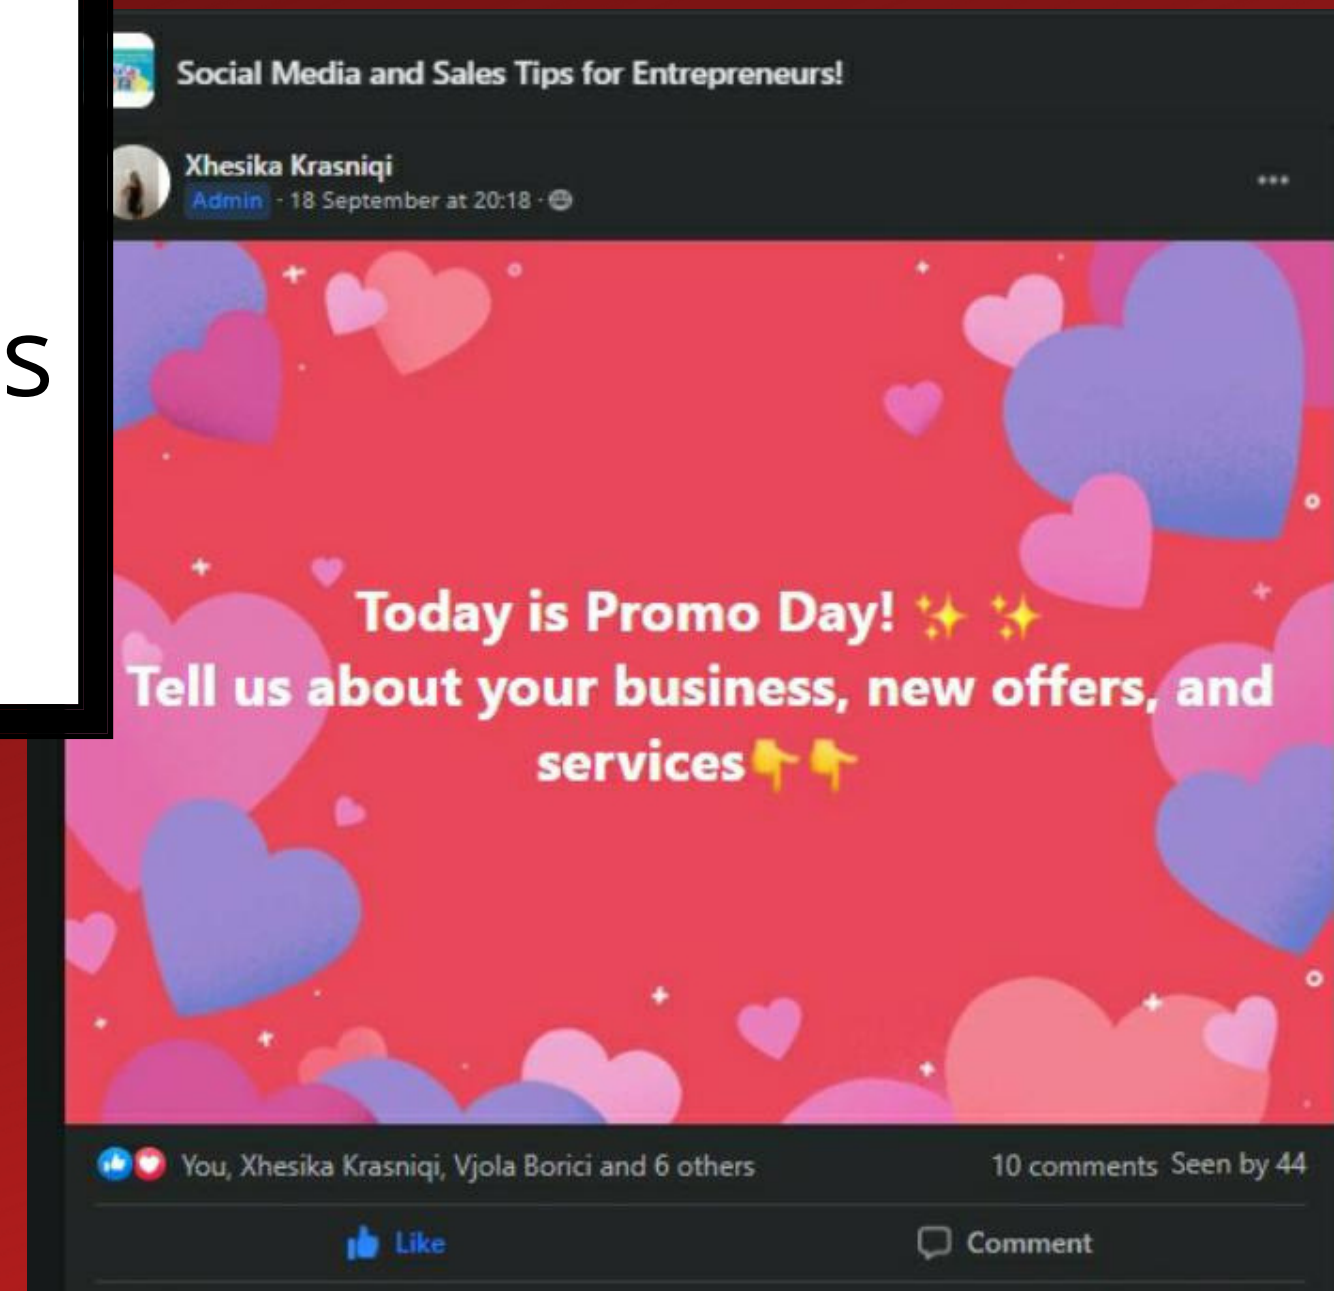 Social Media and Sales Tips for Entrepreneurs!
Xhesika Krasniqi
Admin · 18 September at 20:18 ·
s
Today is Promo Day! ✨ ✨
Tell us about your business, new offers, and
services👇👇
You, Xhesika Krasniqi, Vjola Borici and 6 others
10 comments Seen by 44
Like
Comment